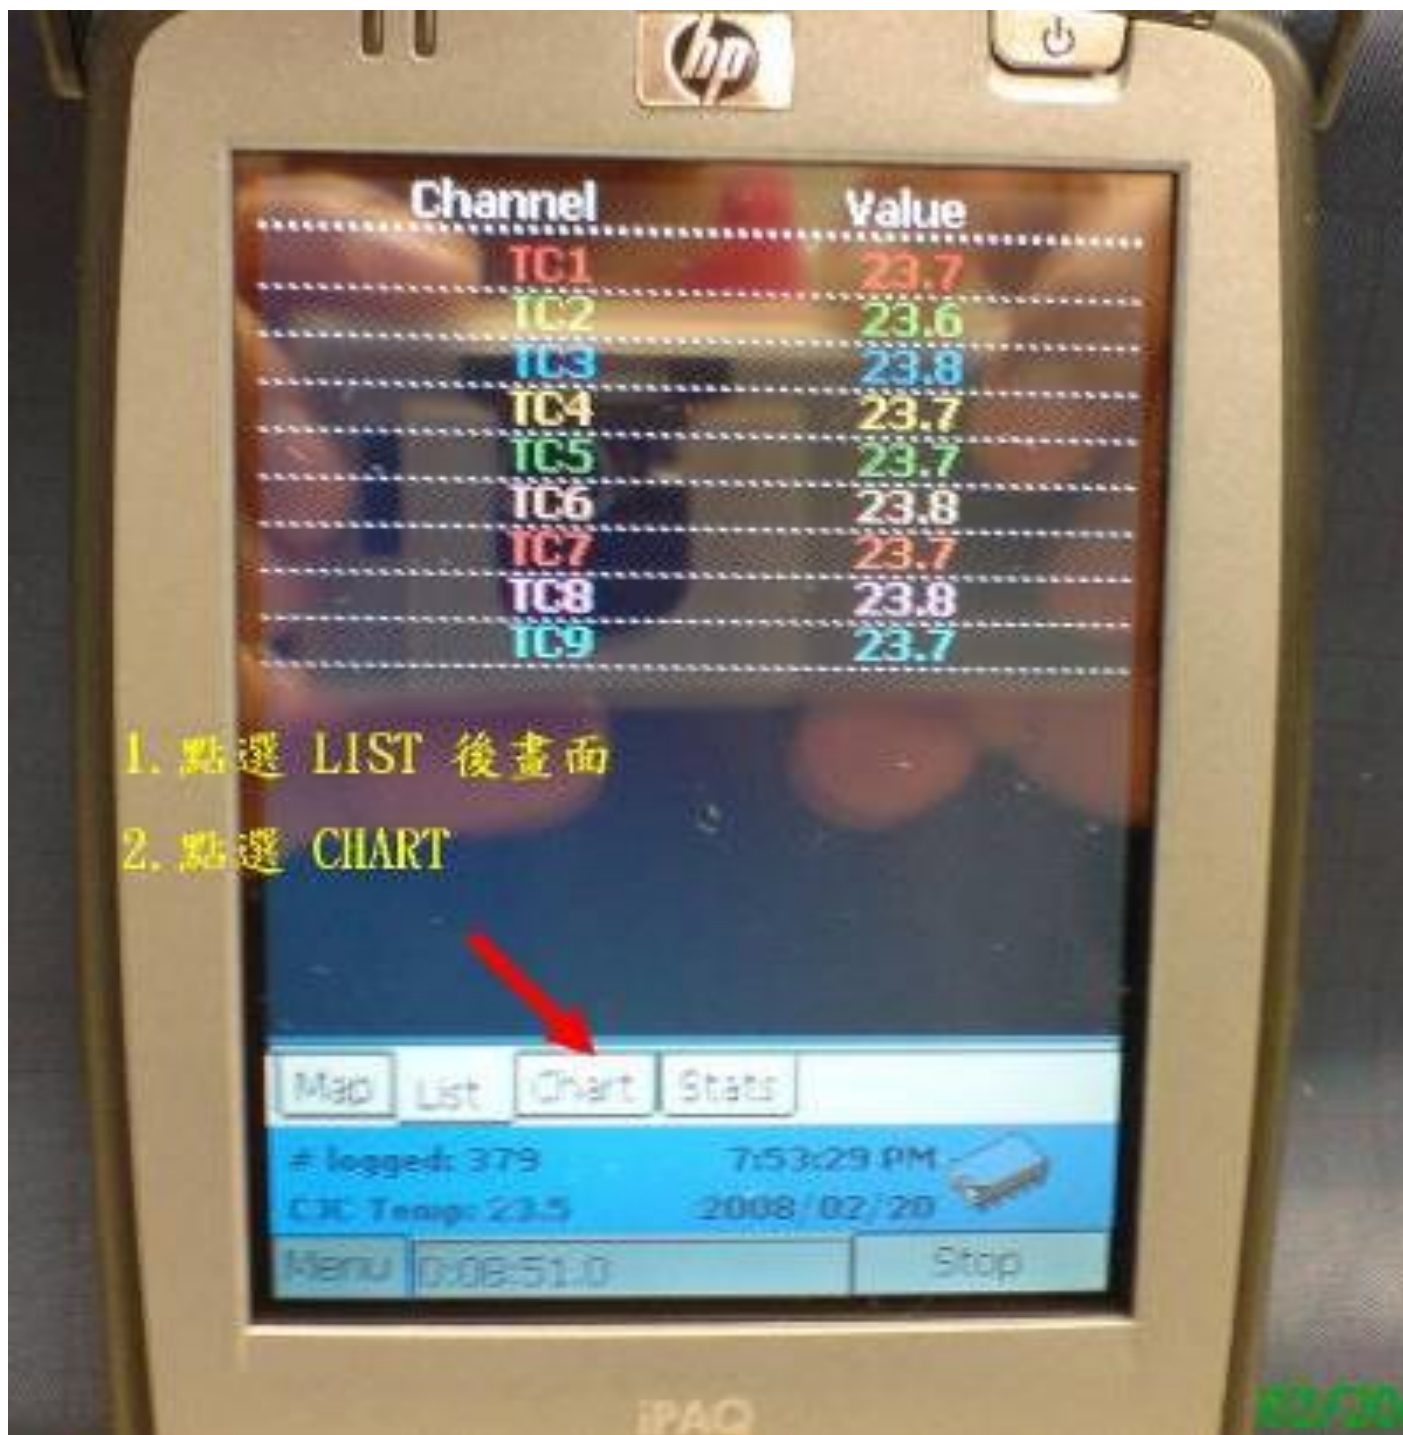 hp
Channel Value
TC1 23.7
TC2 23.6
TC3 23.8
TC4 23.7
TC5 23.7
TC6 23.8
TC7 23.7
TC8 23.8
TC9 23.7
1. 點選 LIST 後畫面
2. 點選 CHART
Map List Chart Stats
# logged: 379 7:53:29 PM
CJC Temp: 23.5 2008/02/20
Menu 0:08:51.0 Stop
iPAQ